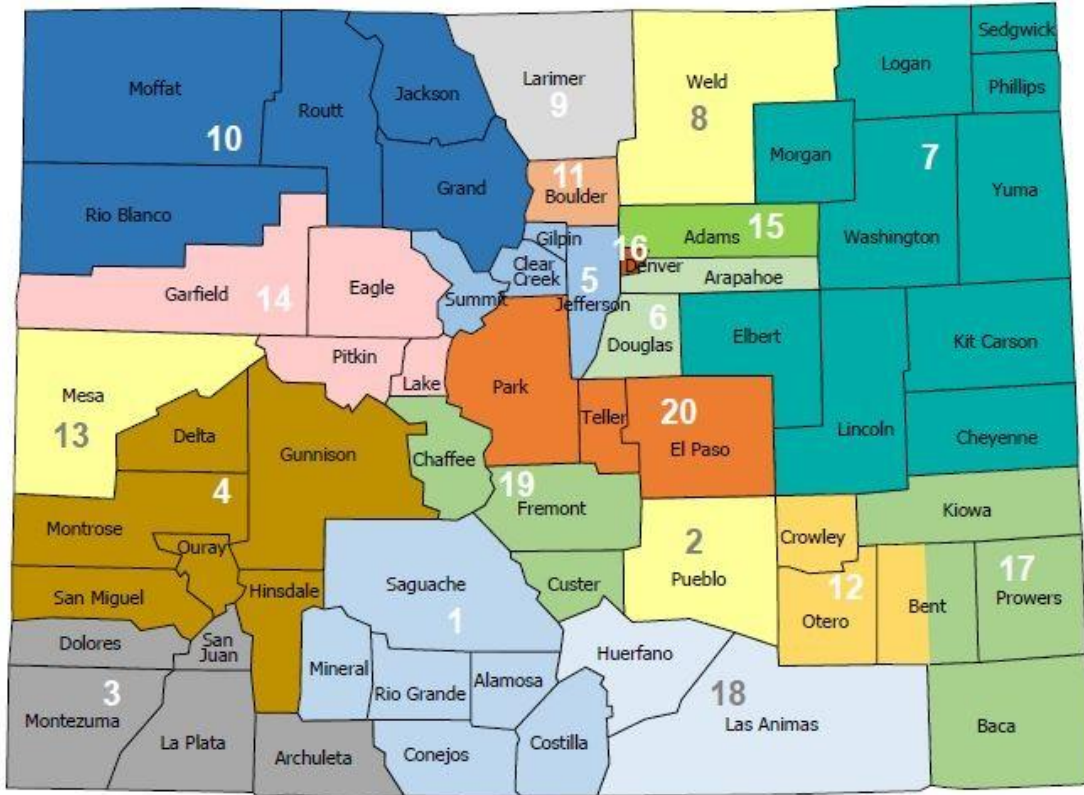 Sedgwick
Logan
Phillips
Moffat
Routt
Jackson
Larimer
9
Weld
8
10
Morgan
7
Yuma
Grand
11
Boulder
Rio Blanco
Gilpin
16
Adams
15
Washington
Clear
Creek
Denver
Arapahoe
Garfield
14
Eagle
Summit
5
Jefferson
6
Douglas
Elbert
Kit Carson
Pitkin
Lake
Park
Mesa
13
Delta
Gunnison
Chaffee
Teller
20
El Paso
Lincoln
Cheyenne
4
19
Fremont
Kiowa
Montrose
Ouray
2
Pueblo
Crowley
San Miguel
Hinsdale
Saguache
Custer
12
Otero
Bent
17
Prowers
Dolores
San
Juan
1
Mineral
Rio Grande
Alamosa
Huerfano
3
Montezuma
La Plata
Archuleta
Conejos
Costilla
18
Las Animas
Baca